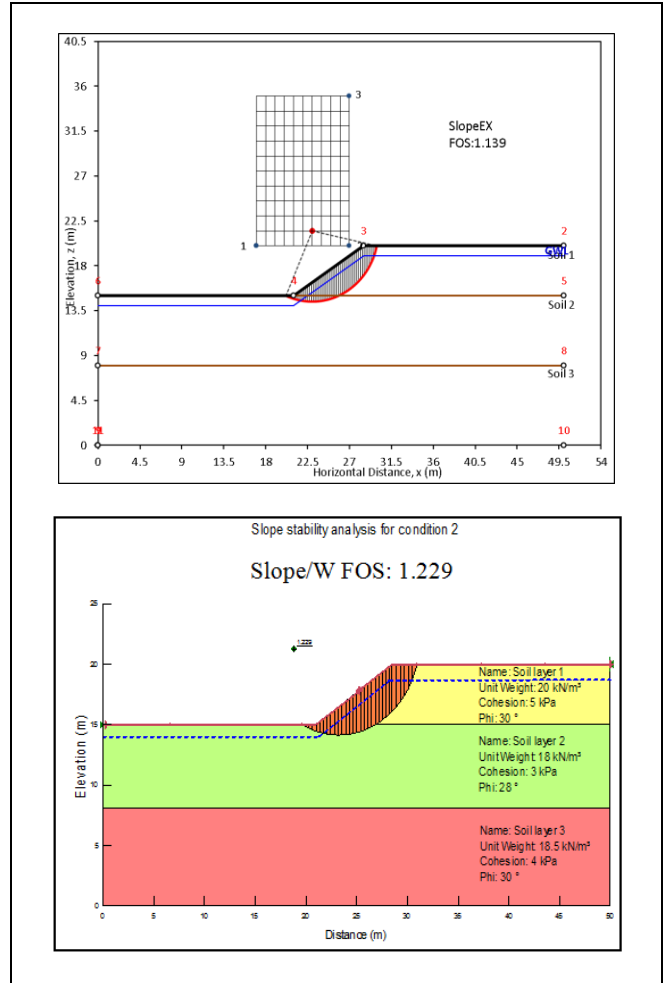 40.5
36
31.5
27
22.5
18
13.5
9
4.5
0
Elevation, z (m)
3
SlopeEX
FOS:1.139
1
3
2
GWL
Soil 1
6
4
5
Soil 2
7
8
Soil 3
10
0 4.5 9 13.5 18 22.5 27 31.5 36 40.5 45 49.5 54
Horizontal Distance, x (m)
Slope stability analysis for condition 2
Slope/W FOS: 1.229
25
20
15
10
5
0
Elevation (m)
1.229
Name: Soil layer 1
Unit Weight: 20 kN/m³
Cohesion: 5 kPa
Phi: 30 °
Name: Soil layer 2
Unit Weight: 18 kN/m³
Cohesion: 3 kPa
Phi: 28 °
Name: Soil layer 3
Unit Weight: 18.5 kN/m³
Cohesion: 4 kPa
Phi: 30 °
0 5 10 15 20 25 30 35 40 45 50
Distance (m)